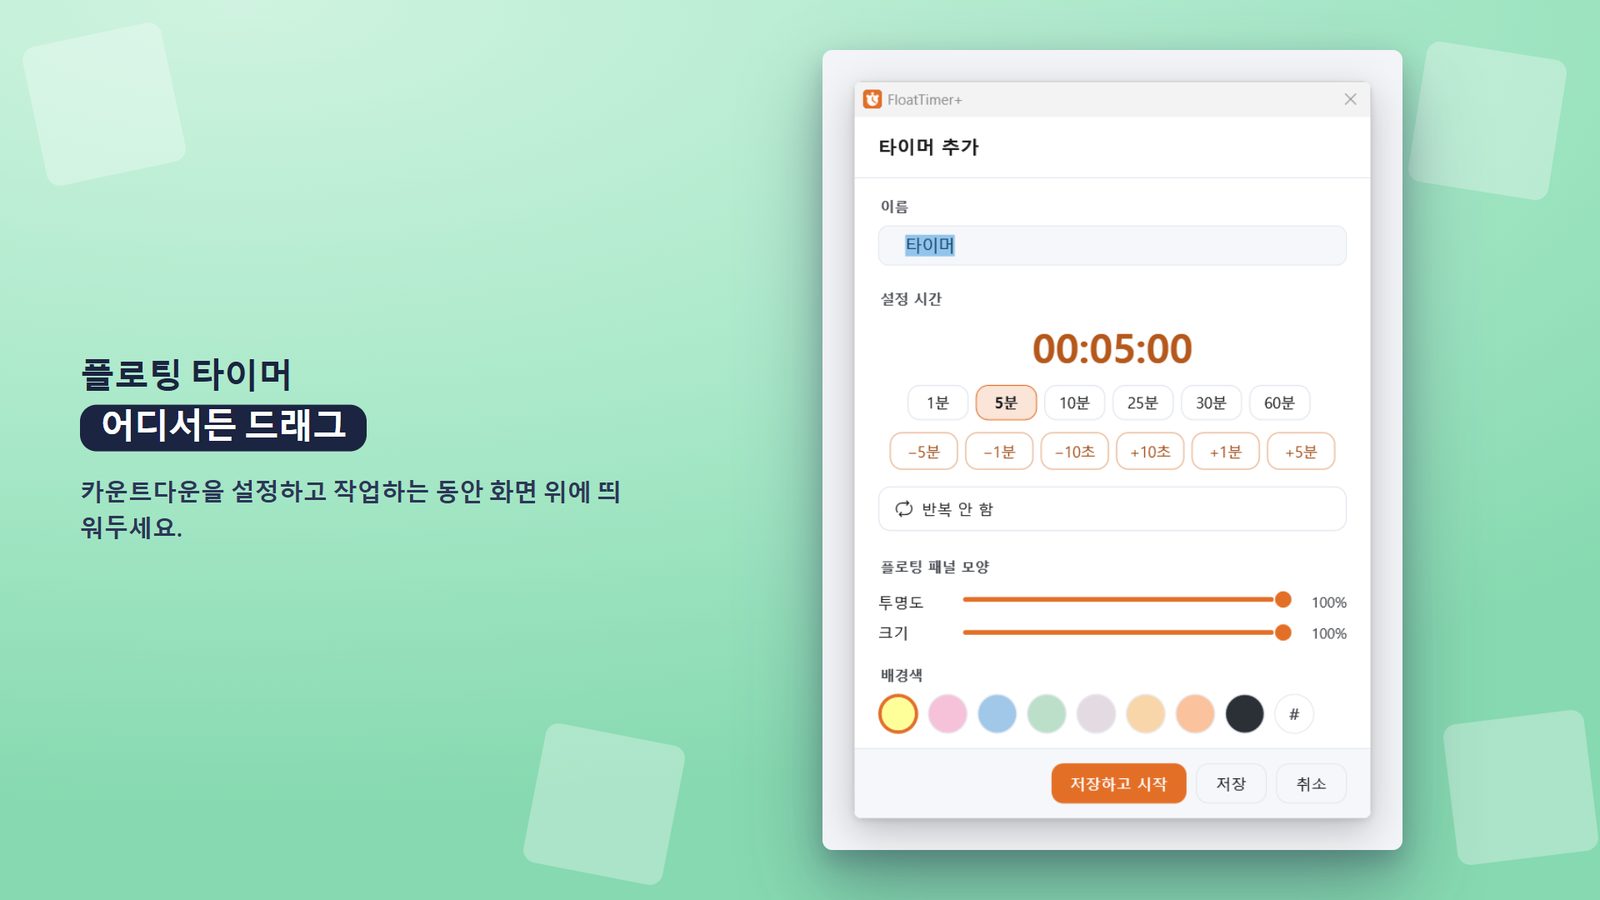 플로팅 타이머
어디서든 드래그
카운트다운을 설정하고 작업하는 동안 화면 위에 띄
워두세요.
FloatTimer+
타이머 추가
이름
타이머
설정 시간
00:05:00
1분 5분 10분 25분 30분 60분
−5분 −1분 −10초 +10초 +1분 +5분
반복 안 함
플로팅 패널 모양
투명도 100%
크기 100%
배경색
#
저장하고 시작 저장 취소